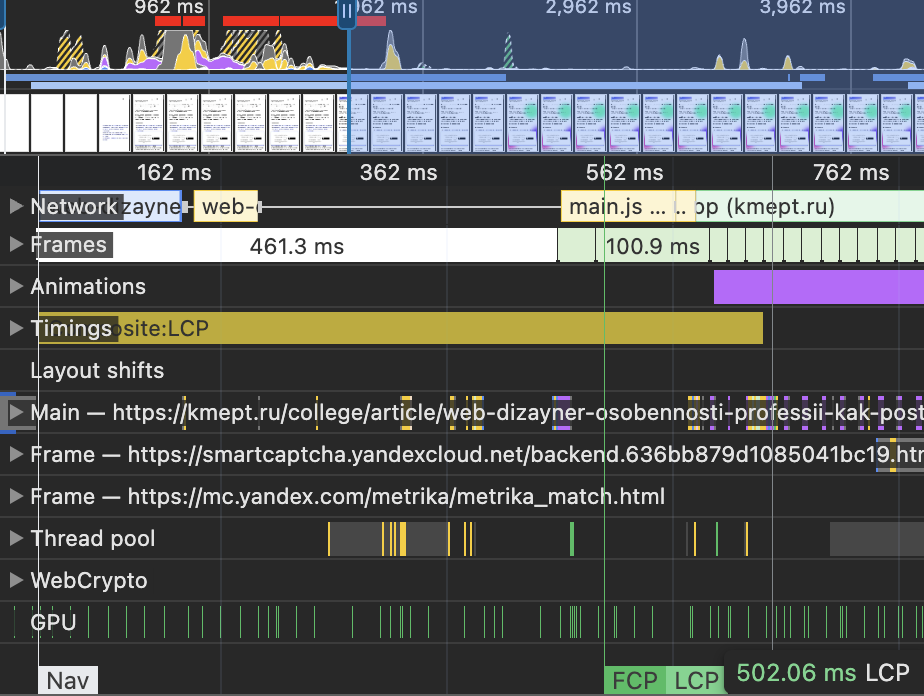 962 ms
962 ms
2,962 ms
3,962 ms
162 ms
362 ms
562 ms
762 ms
Network
izayne
web-
main.js ...
..
op (kmept.ru)
Frames
461.3 ms
100.9 ms
Animations
Timings
osite:LCP
Layout shifts
Main — https://kmept.ru/college/article/web-dizayner-osobennosti-professii-kak-post
Frame — https://smartcaptcha.yandexcloud.net/backend.636bb879d1085041bc19.htm
Frame — https://mc.yandex.com/metrika/metrika_match.html
Thread pool
WebCrypto
GPU
Nav
FCP
LCP
502.06 ms LCP